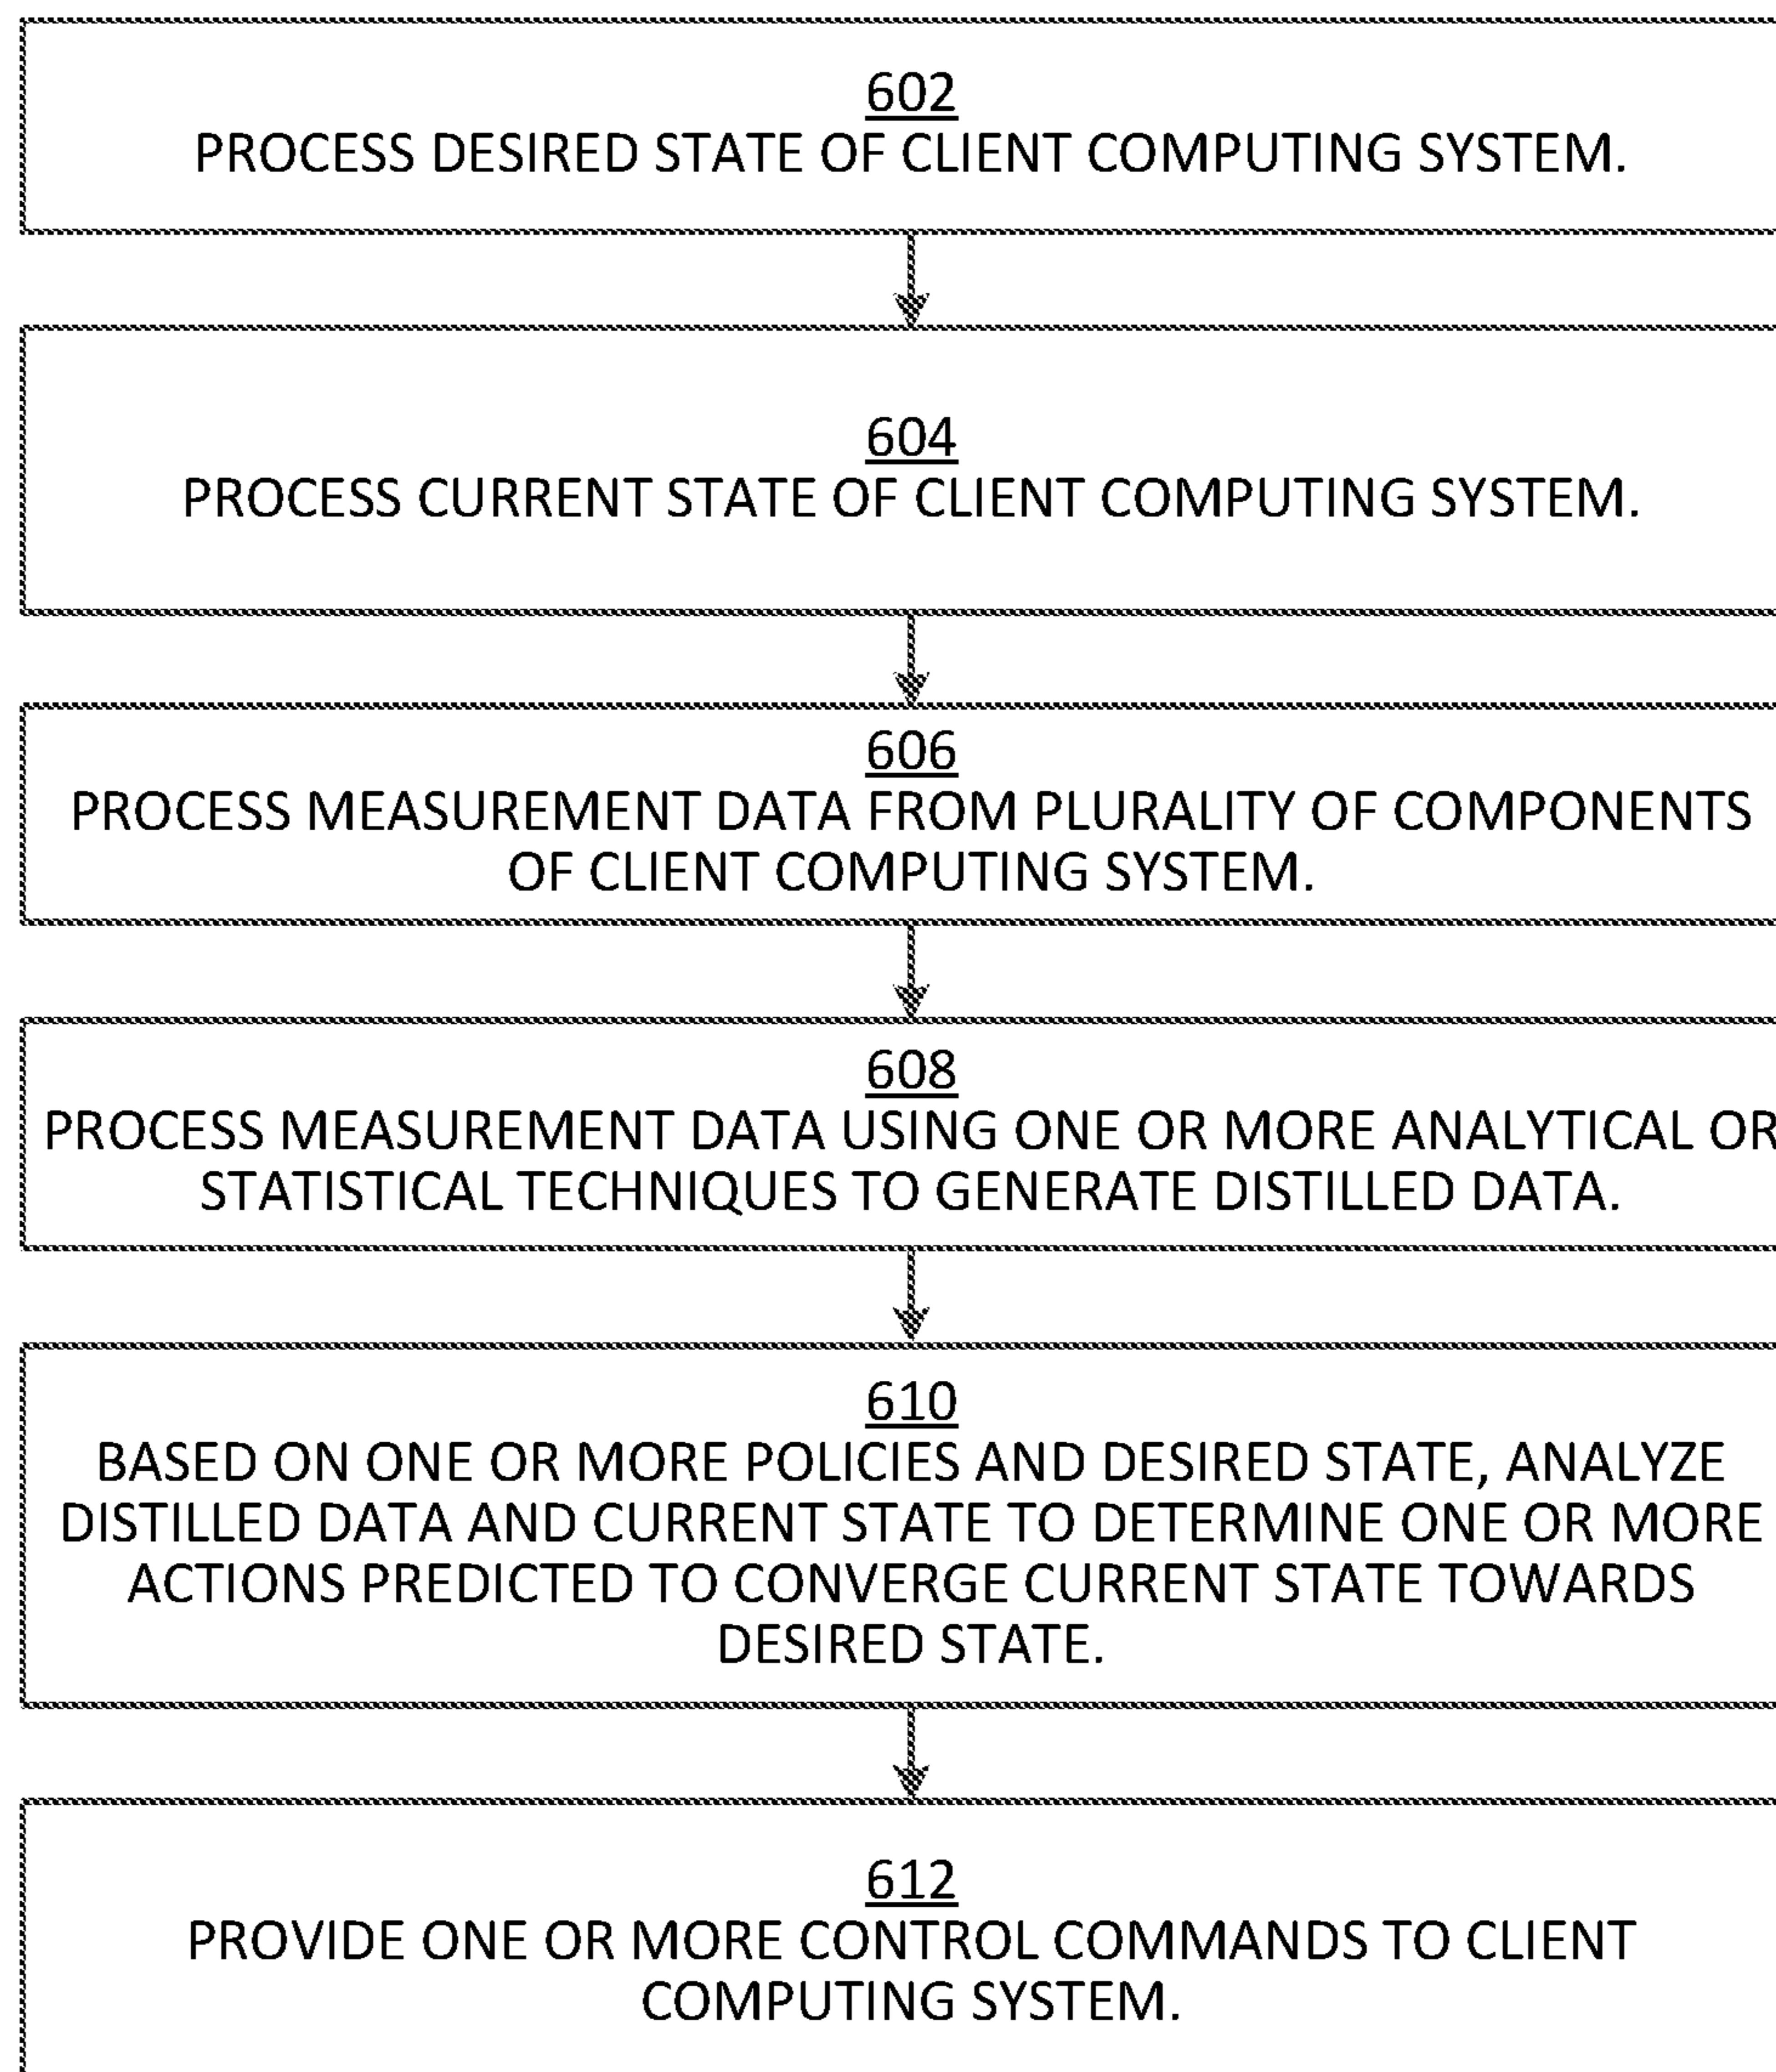 602
PROCESS DESIRED STATE OF CLIENT COMPUTING SYSTEM.
604
PROCESS CURRENT STATE OF CLIENT COMPUTING SYSTEM.
606
PROCESS MEASUREMENT DATA FROM PLURALITY OF COMPONENTS
OF CLIENT COMPUTING SYSTEM.
608
PROCESS MEASUREMENT DATA USING ONE OR MORE ANALYTICAL OR
STATISTICAL TECHNIQUES TO GENERATE DISTILLED DATA.
610
BASED ON ONE OR MORE POLICIES AND DESIRED STATE, ANALYZE
DISTILLED DATA AND CURRENT STATE TO DETERMINE ONE OR MORE
ACTIONS PREDICTED TO CONVERGE CURRENT STATE TOWARDS
DESIRED STATE.
612
PROVIDE ONE OR MORE CONTROL COMMANDS TO CLIENT
COMPUTING SYSTEM.